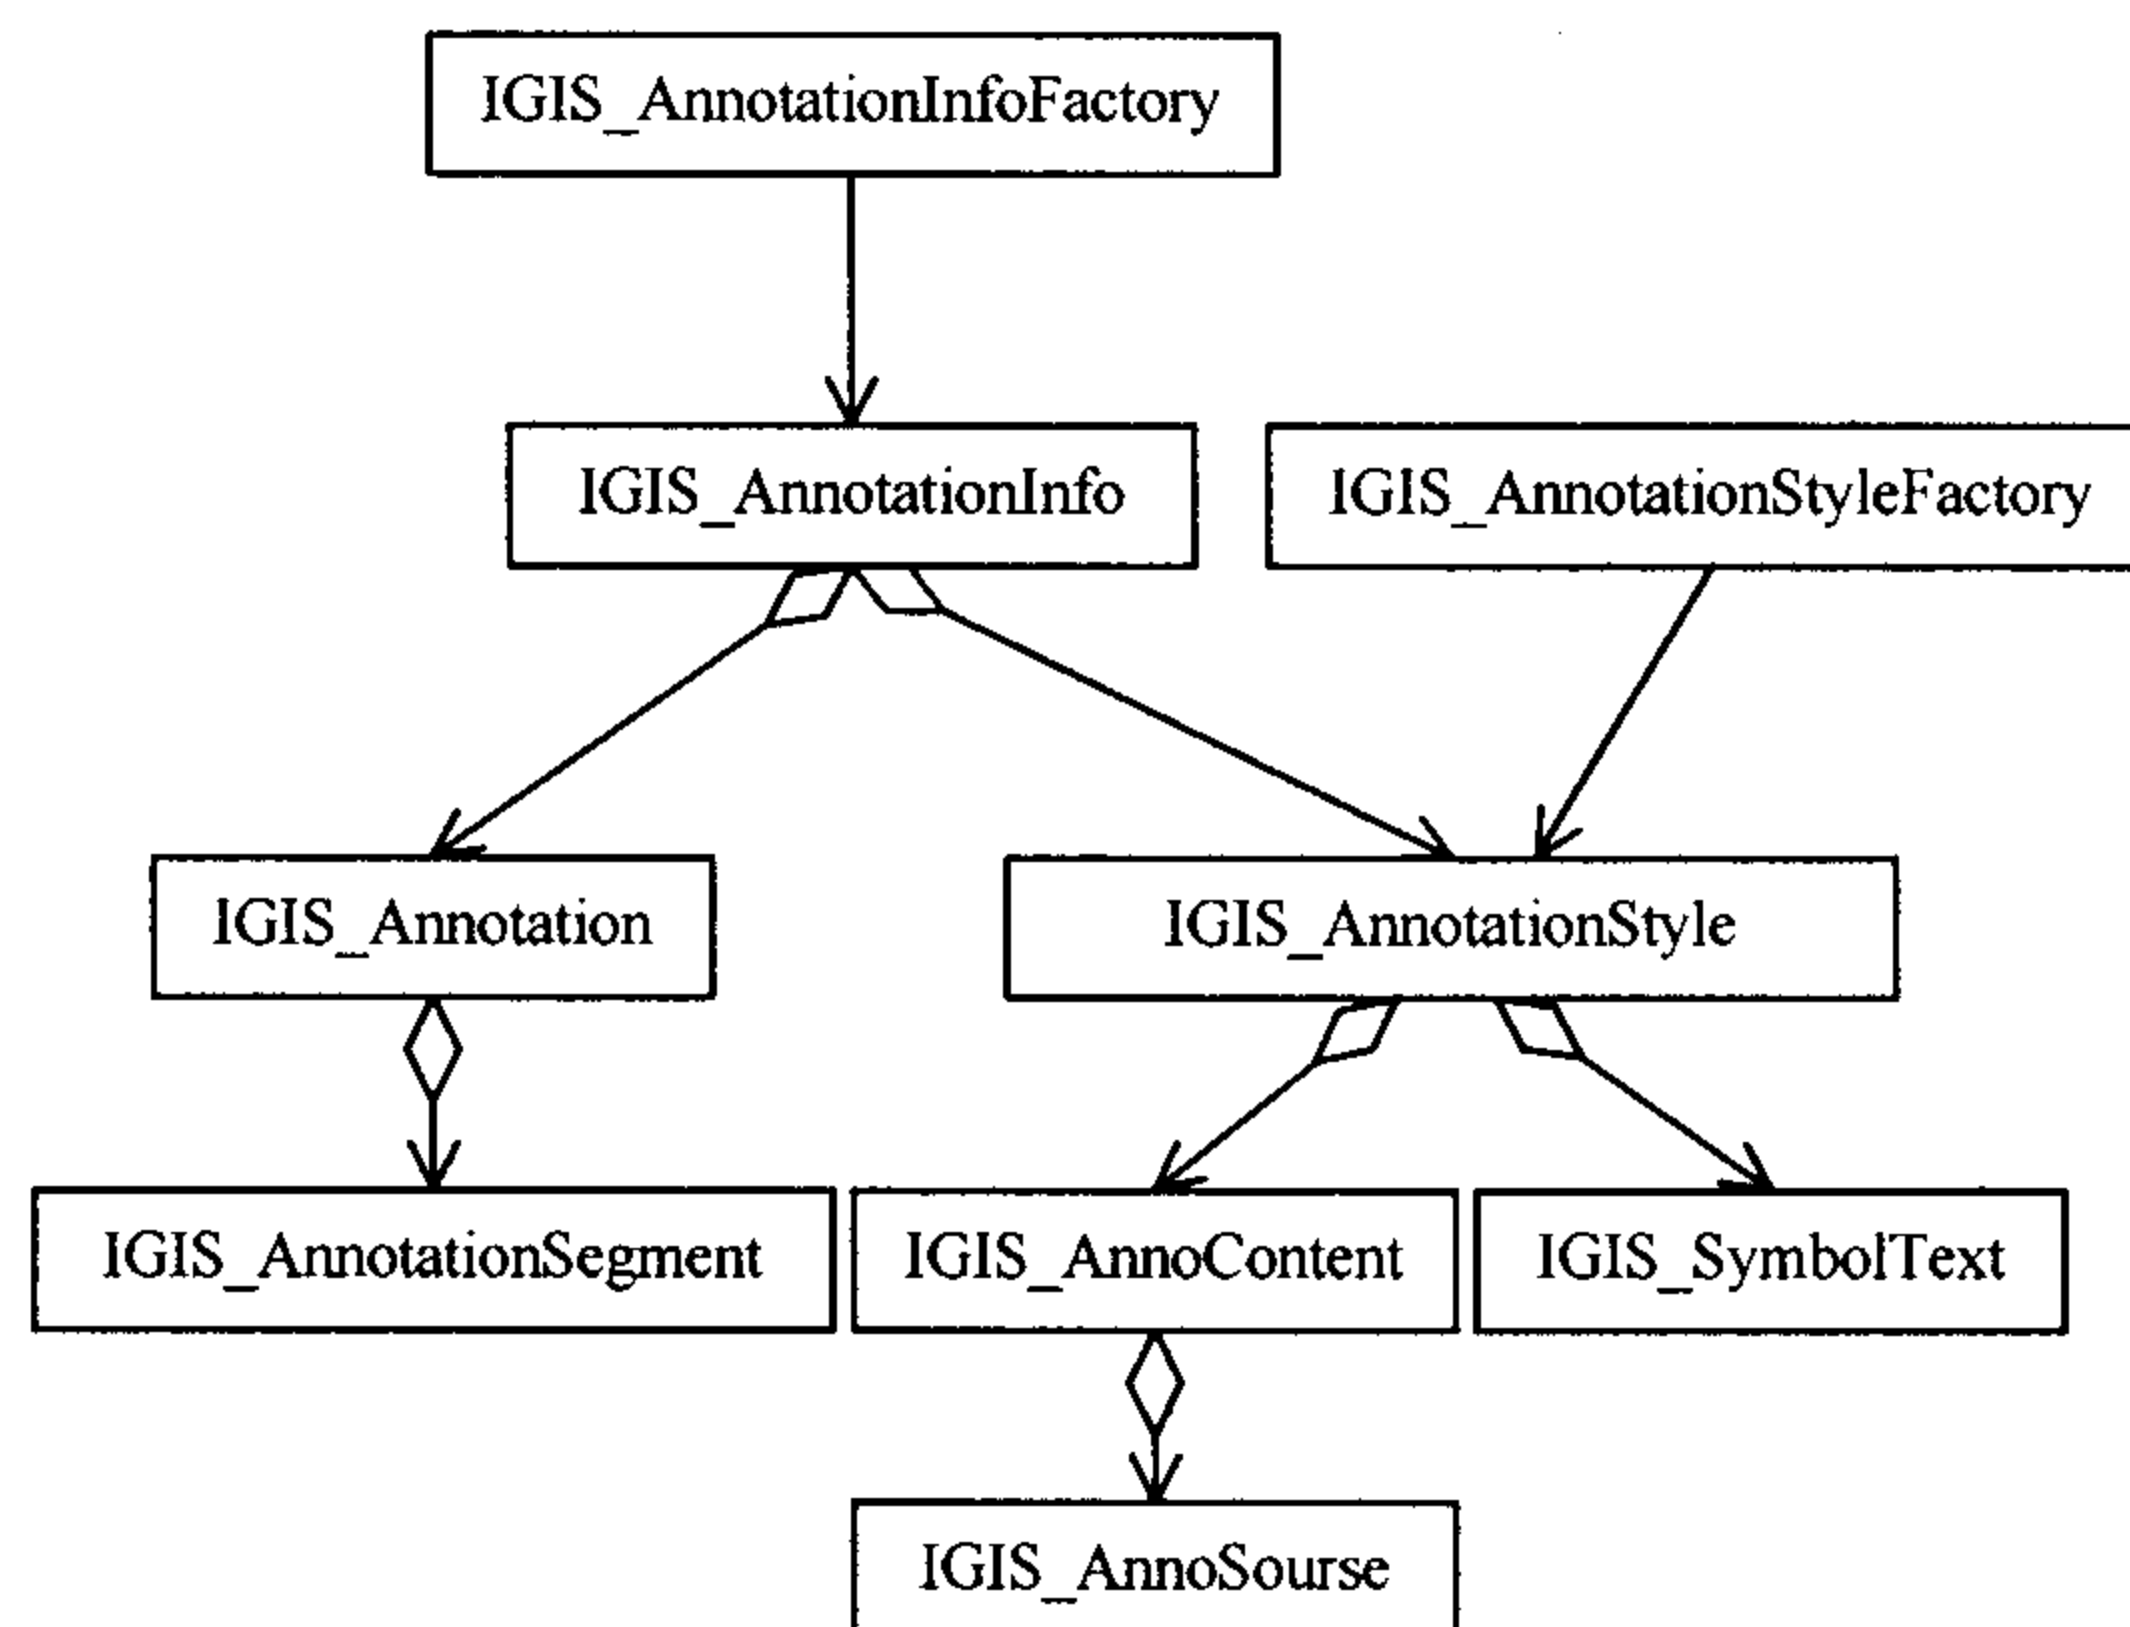 IGIS_AnnotationInfoFactory
IGIS_AnnotationInfo
IGIS_AnnotationStyleFactory
IGIS_Annotation
IGIS_AnnotationStyle
IGIS_AnnotationSegment
IGIS_AnnoContent
IGIS_SymbolText
IGIS_AnnoSourse